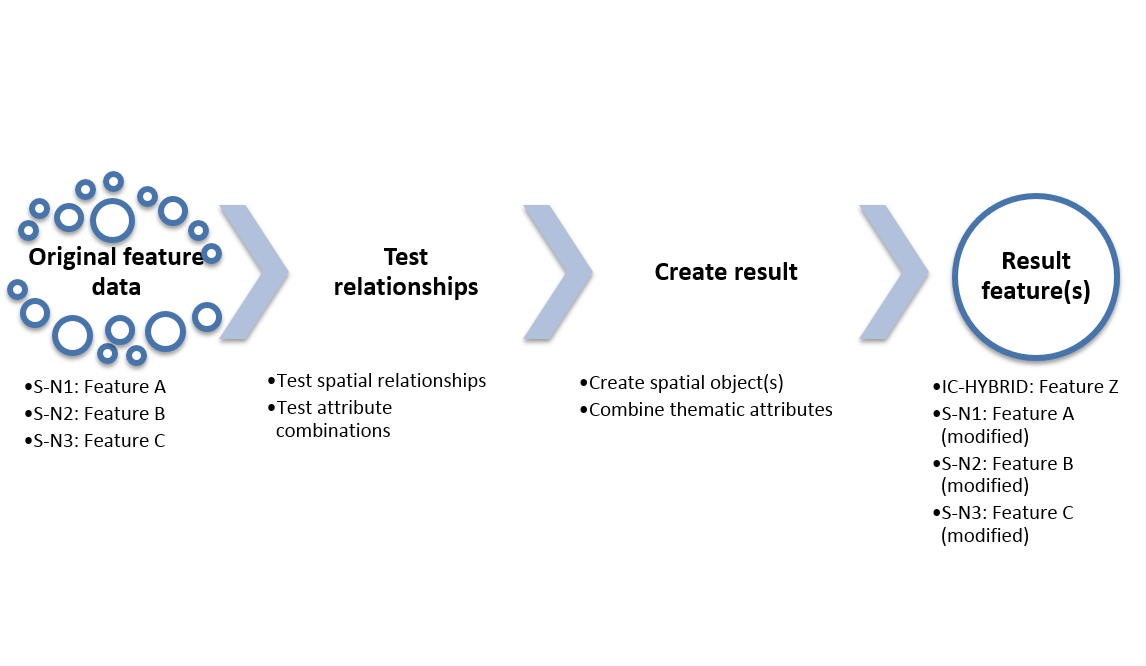 Original feature
data
•S-N1: Feature A
•S-N2: Feature B
•S-N3: Feature C
Test
relationships
•Test spatial relationships
•Test attribute
combinations
Create result
•Create spatial object(s)
•Combine thematic attributes
Result
feature(s)
•IC-HYBRID: Feature Z
•S-N1: Feature A
(modified)
•S-N2: Feature B
(modified)
•S-N3: Feature C
(modified)